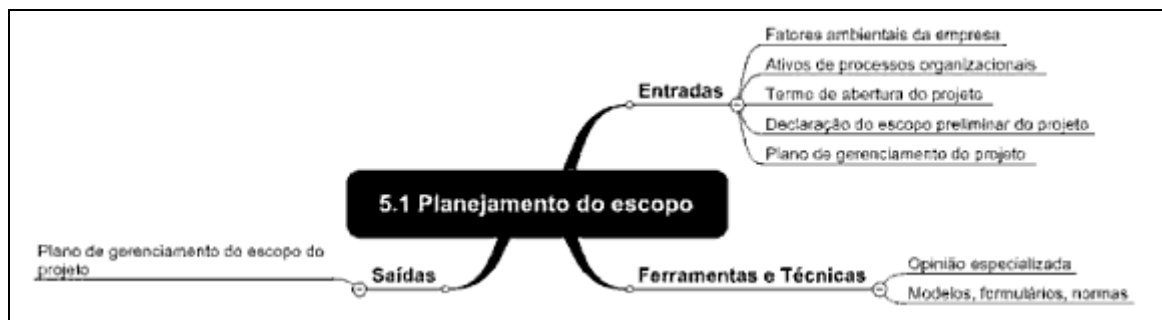 Fatores ambientais da empresa
Ativos de processos organizacionais
Entradas
Termo de abertura do projeto
Declaração do escopo preliminar do projeto
Plano de gerenciamento do projeto
5.1 Planejamento do escopo
Plano de gerenciamento do escopo do
projeto
Saídas
Ferramentas e Técnicas
Opinião especializada
Modelos, formulários, normas